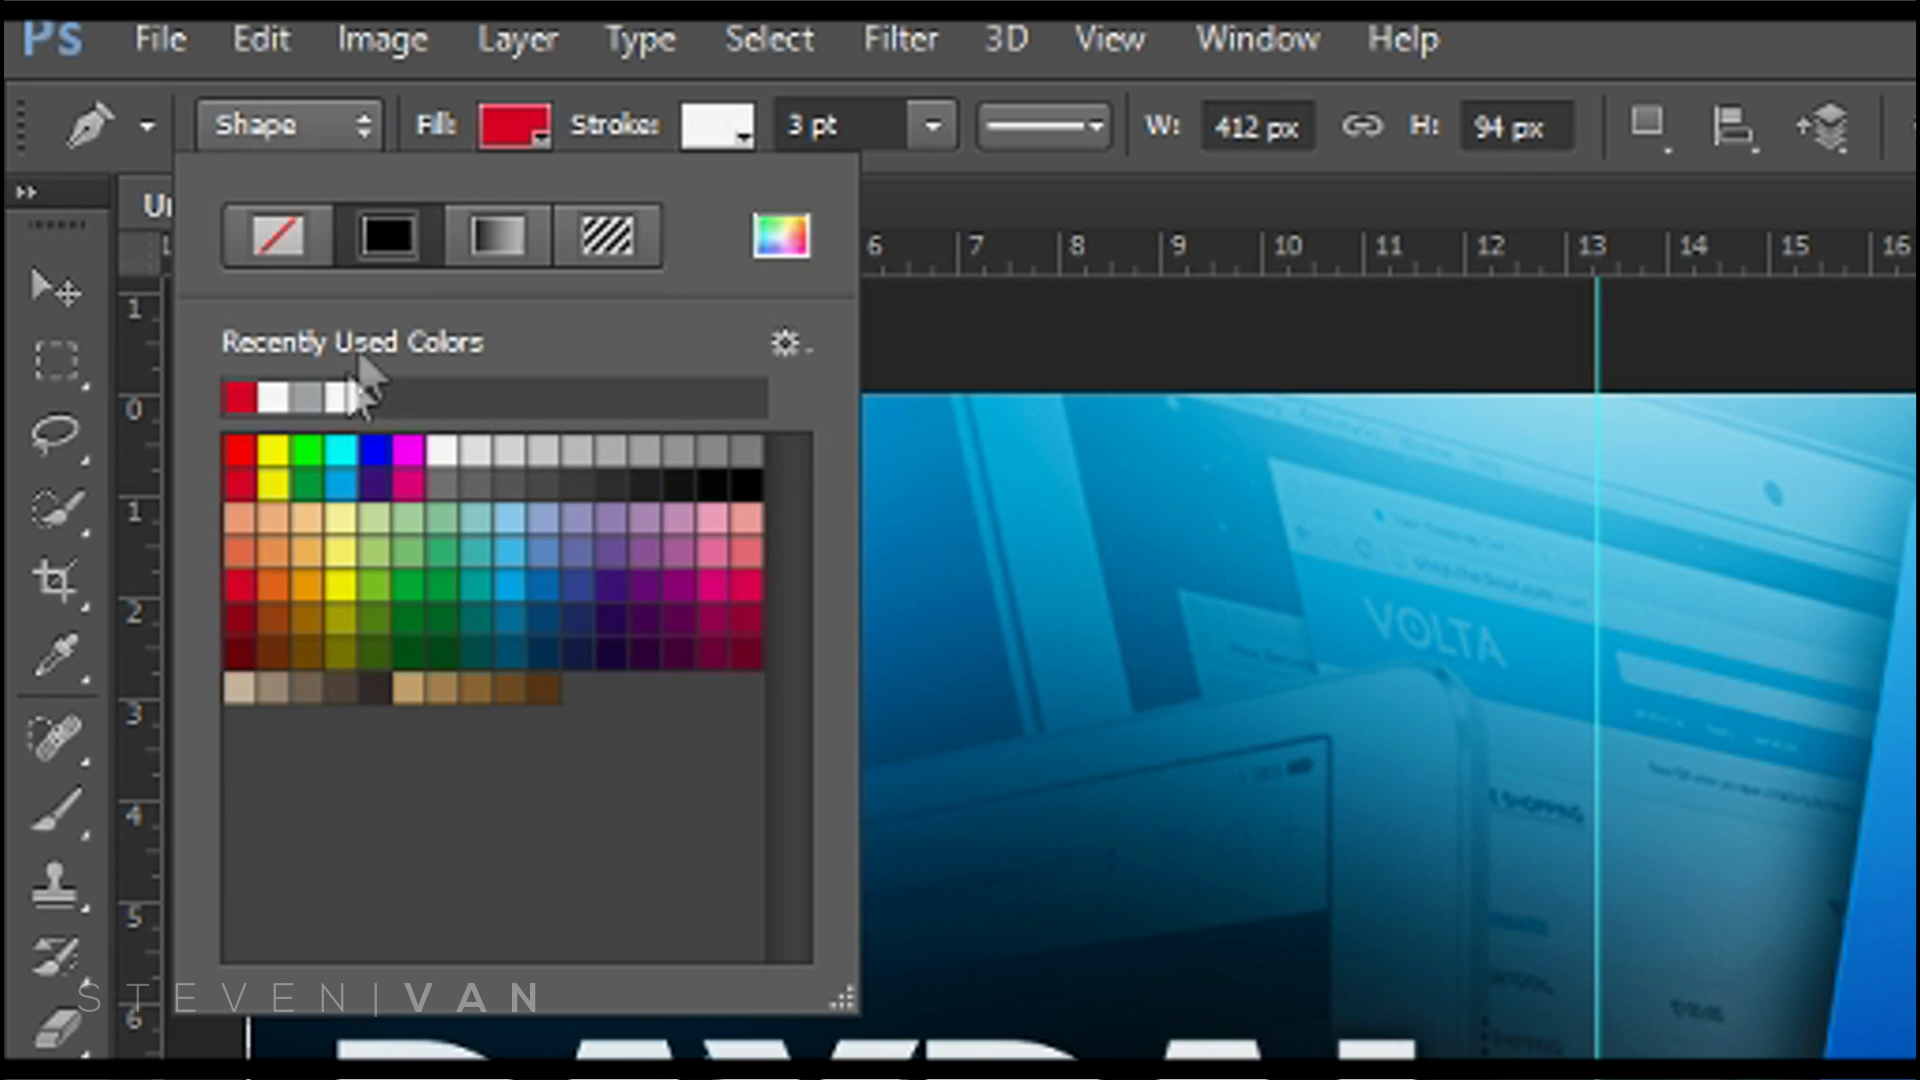 Ps File Edit Image Layer Type Select Filter 3D View Window Help
Shape Fill: Stroke: 3 pt W: 412 px H: 94 px
Un
6 7 8 9 10 11 12 13 14 15 16
Recently Used Colors
1
0
1
2
3
4
5
6
VOLTA
STEVEN|VAN